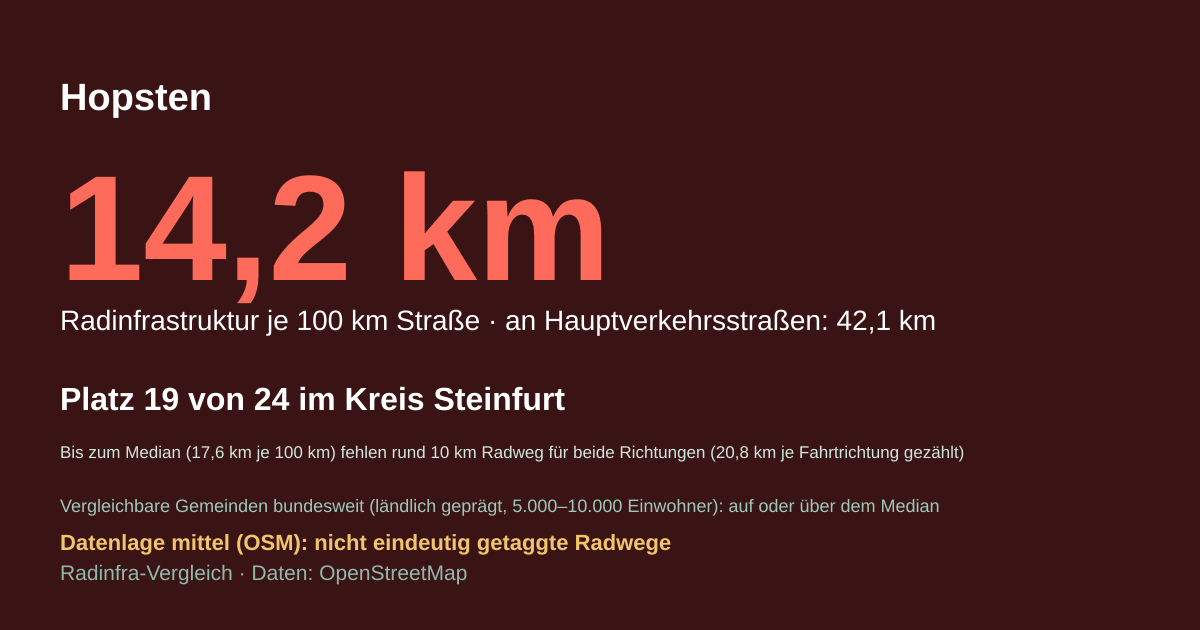 Hopsten
14,2 km
Radinfrastruktur je 100 km Straße · an Hauptverkehrsstraßen: 42,1 km
Platz 19 von 24 im Kreis Steinfurt
Bis zum Median (17,6 km je 100 km) fehlen rund 10 km Radweg für beide Richtungen (20,8 km je Fahrtrichtung gezählt)
Vergleichbare Gemeinden bundesweit (ländlich geprägt, 5.000–10.000 Einwohner): auf oder über dem Median
Datenlage mittel (OSM): nicht eindeutig getaggte Radwege
Radinfra-Vergleich · Daten: OpenStreetMap